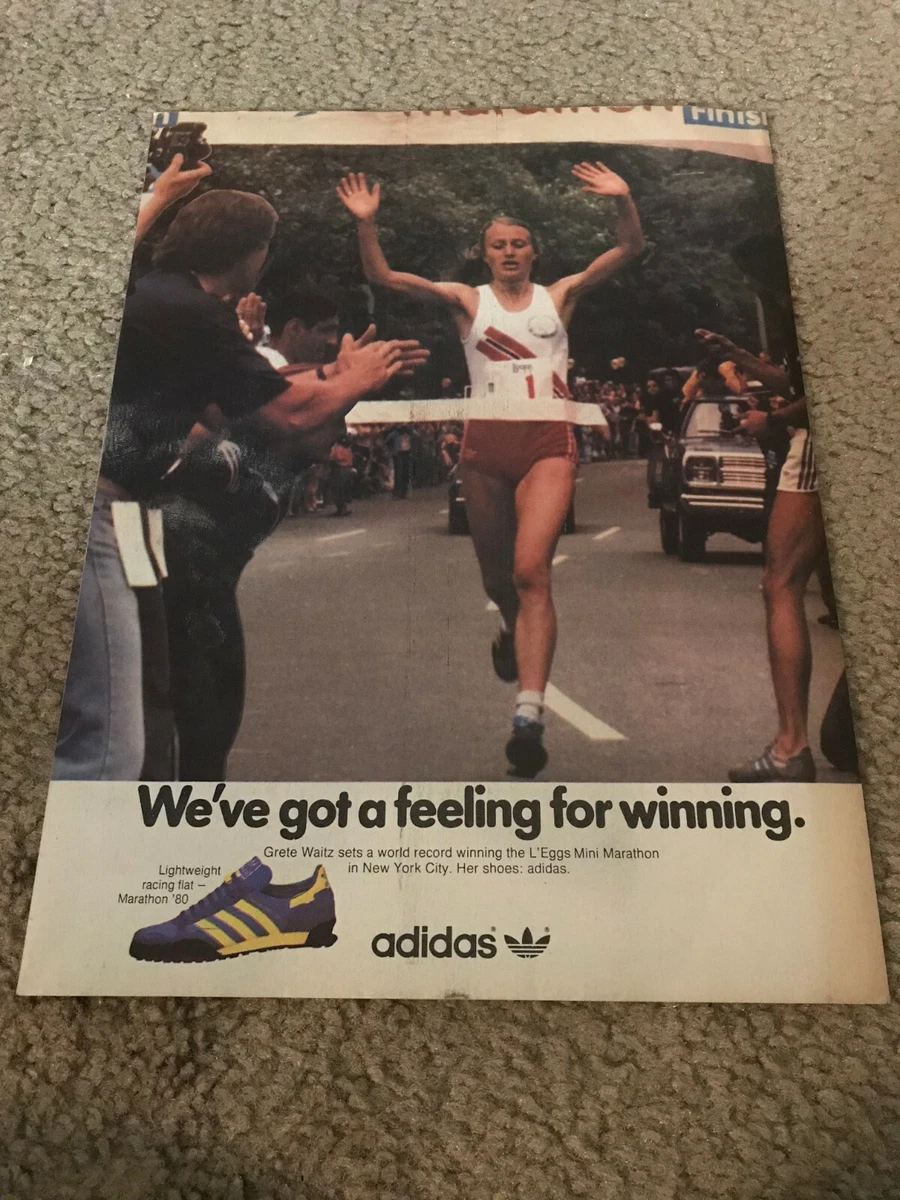 Finis
1
We've got a feeling for winning.
Grete Waitz sets a world record winning the L'Eggs Mini Marathon
in New York City. Her shoes: adidas.
Lightweight
racing flat –
Marathon '80
adidas®